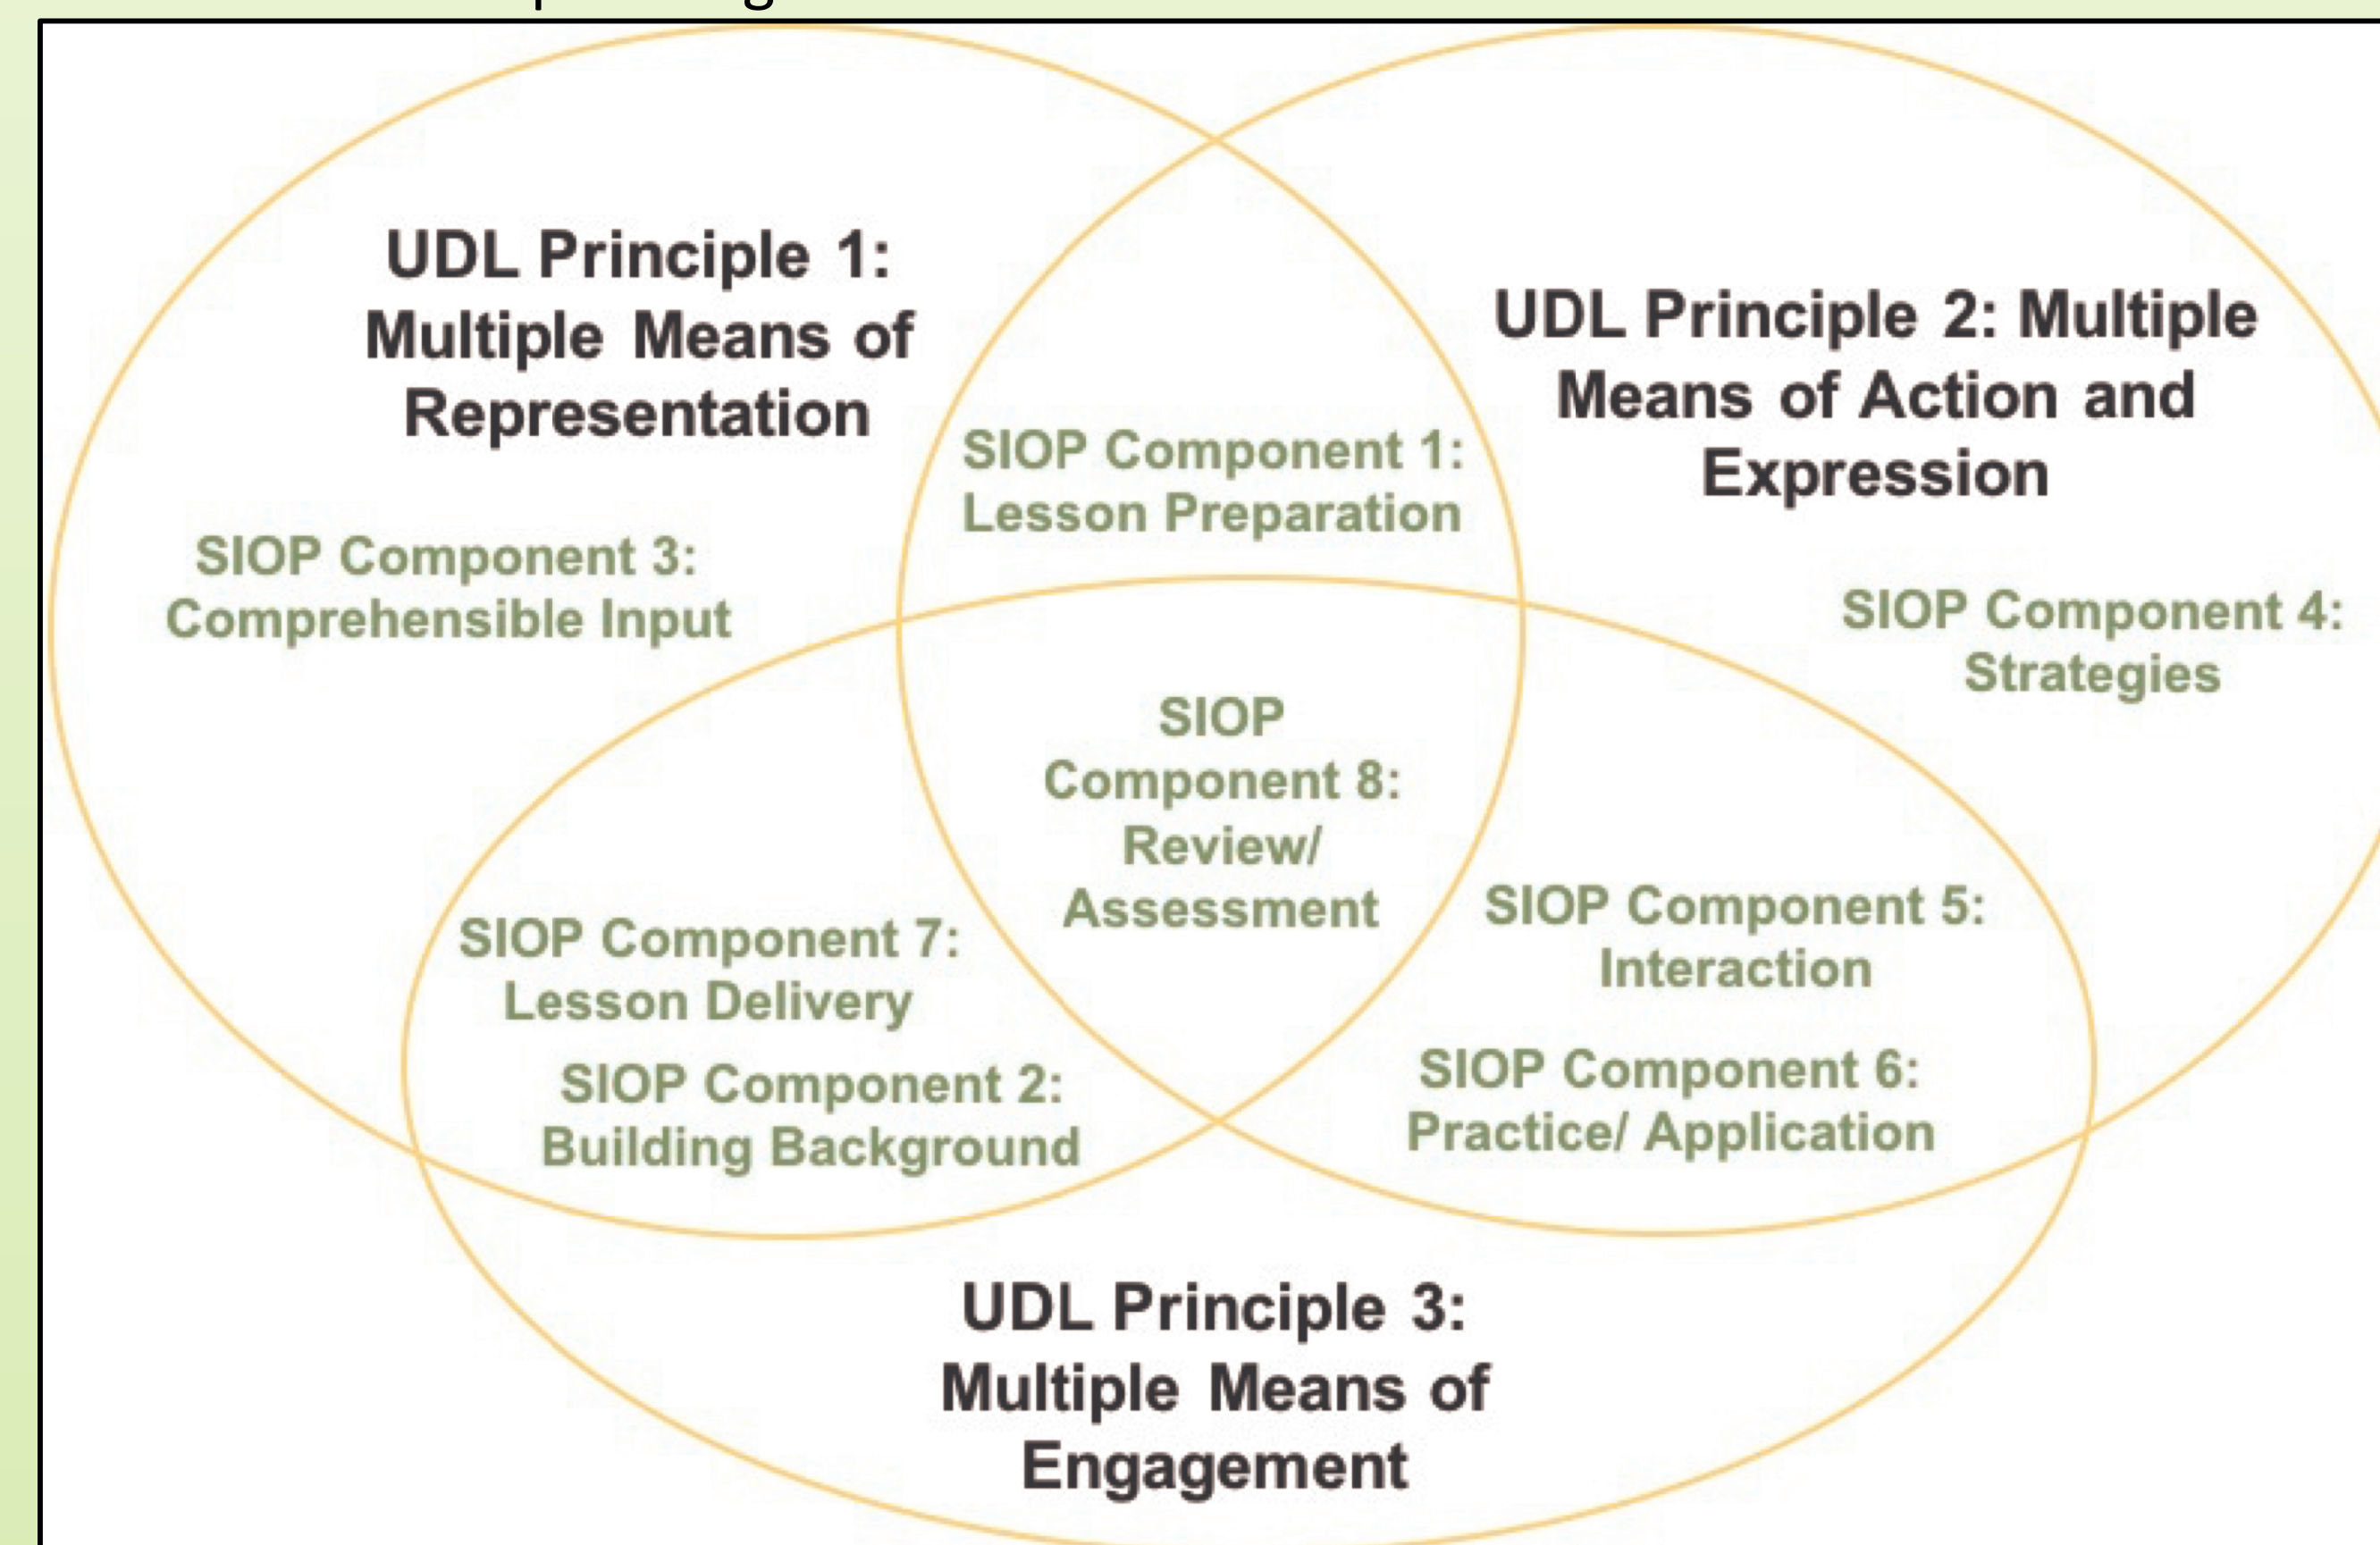 UDL Principle 1:
Multiple Means of
Representation
UDL Principle 2: Multiple
Means of Action and
Expression
SIOP Component 1:
Lesson Preparation
SIOP Component 3:
Comprehensible Input
SIOP Component 4:
Strategies
SIOP
Component 8:
Review/
Assessment
SIOP Component 7:
Lesson Delivery
SIOP Component 2:
Building Background
SIOP Component 5:
Interaction
SIOP Component 6:
Practice/ Application
UDL Principle 3:
Multiple Means of
Engagement